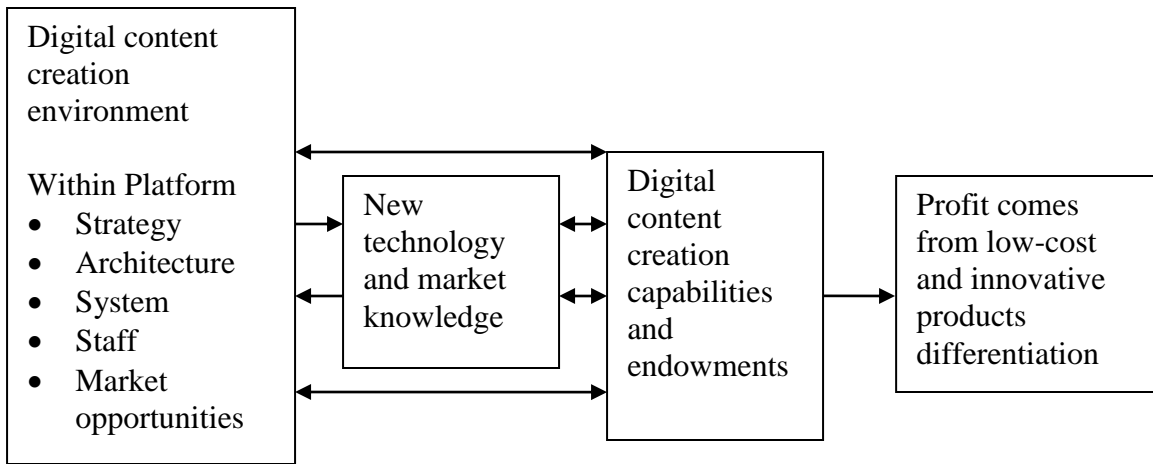 Digital content
creation
environment
Within Platform
• Strategy
• Architecture
• System
• Staff
• Market
opportunities
New
technology
and market
knowledge
Digital
content
creation
capabilities
and
endowments
Profit comes
from low-cost
and innovative
products
differentiation